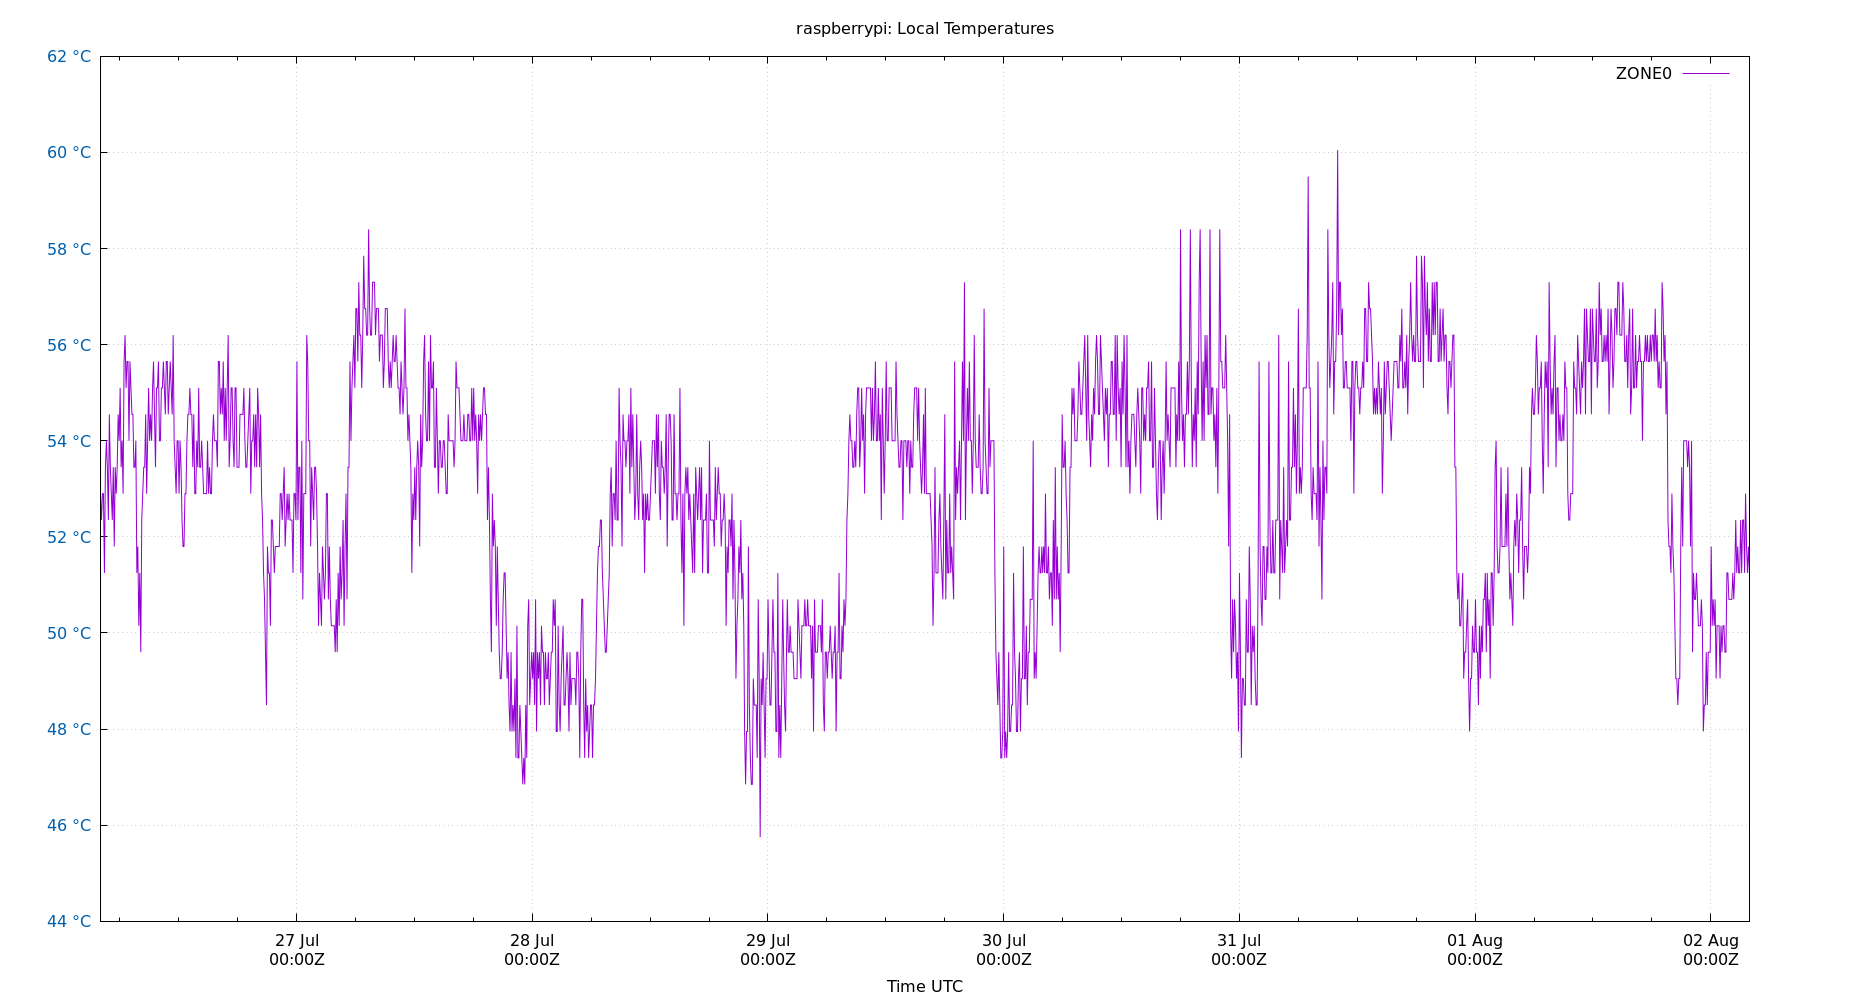 raspberrypi: Local Temperatures
62 °C
ZONE0
60 °C
58 °C
56 °C
54 °C
52 °C
50 °C
48 °C
46 °C
44 °C
27 Jul 28 Jul 29 Jul 30 Jul 31 Jul 01 Aug 02 Aug
00:00Z 00:00Z 00:00Z 00:00Z 00:00Z 00:00Z 00:00Z
Time UTC